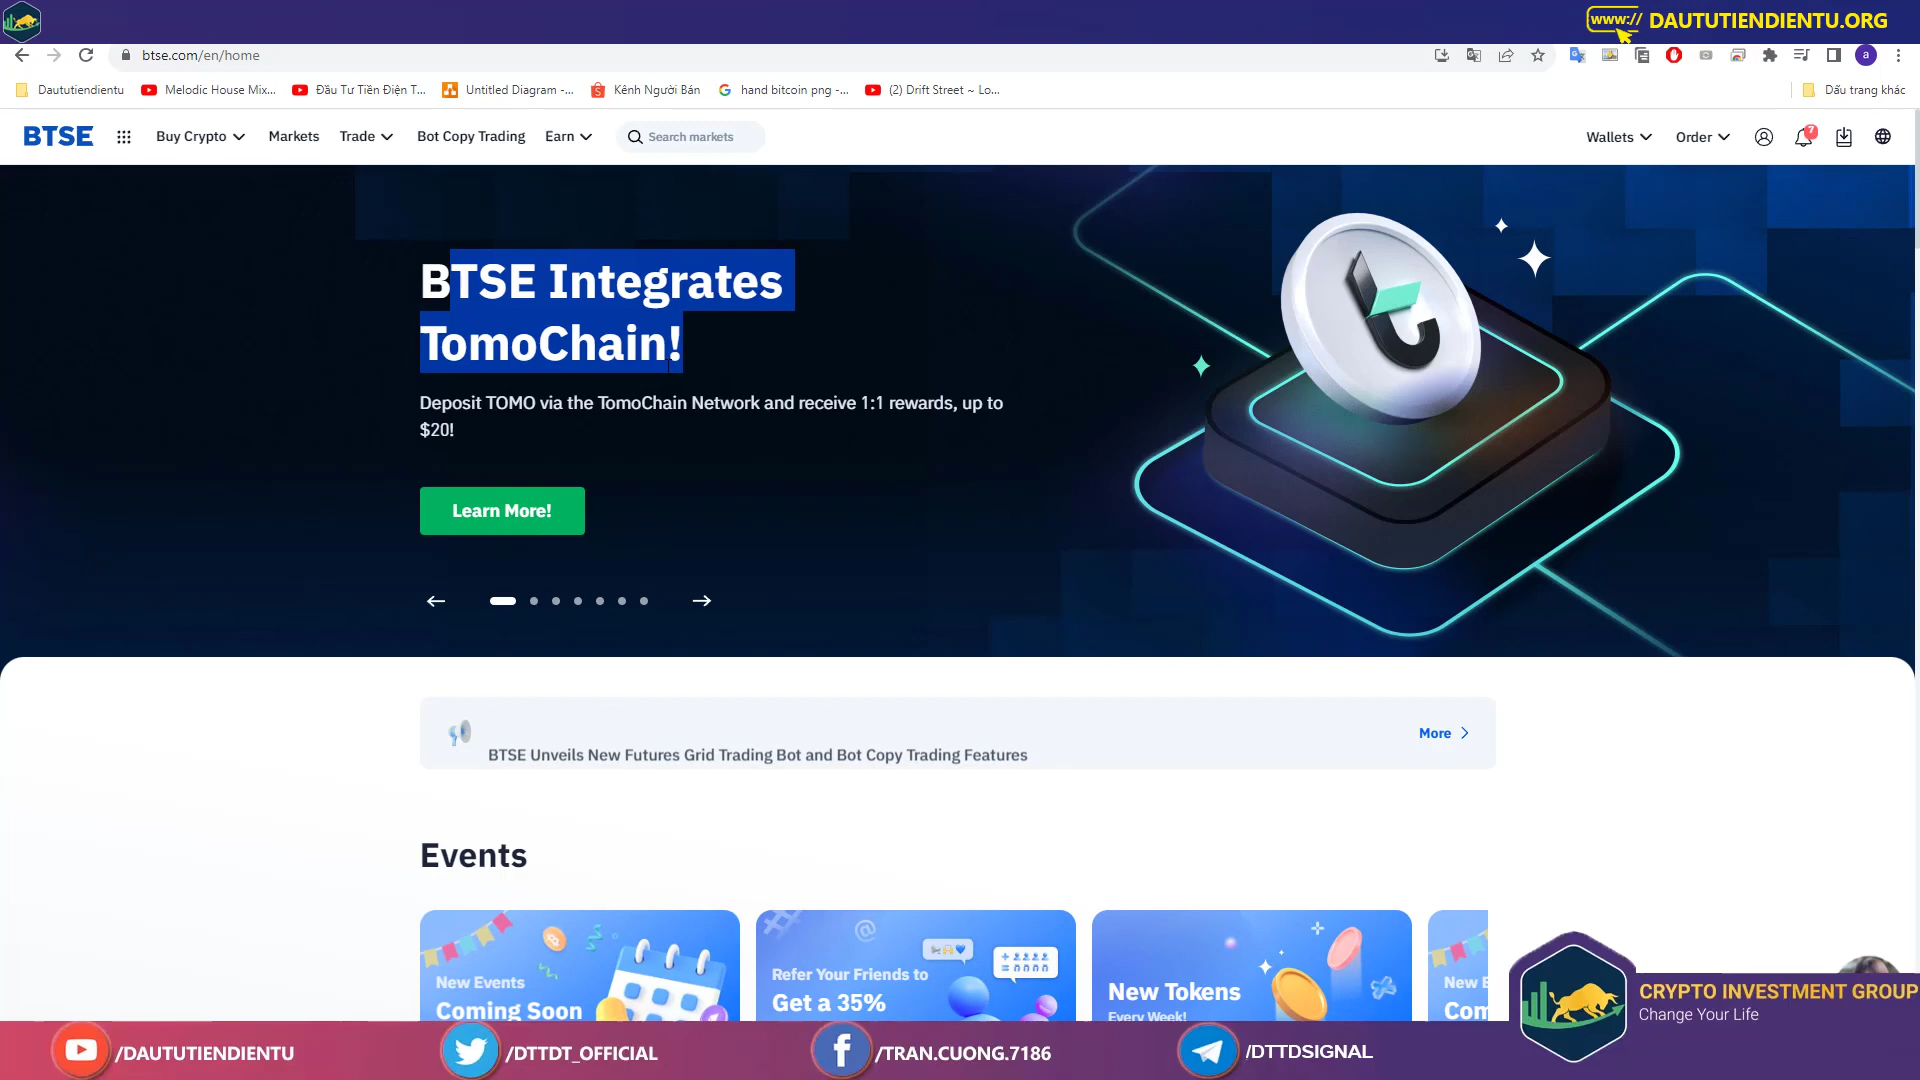 www:// DAUTUTIENDIENTU.ORG
btse.com/en/home
a
Dautientientu
Melodic House Mix...
Đầu Tư Tiền Điện T...
Untitled Diagram -...
Kênh Người Bán
hand bitcoin png -...
(2) Drift Street ~ Lo...
Dấu trang khác
BTSE
Buy Crypto
Markets
Trade
Bot Copy Trading
Earn
Search markets
Wallets
Order
7
BTSE Integrates
TomoChain!
Deposit TOMO via the TomoChain Network and receive 1:1 rewards, up to
$20!
Learn More!
BTSE Unveils New Futures Grid Trading Bot and Bot Copy Trading Features
More
Events
New Events
Coming Soon
Refer Your Friends to
Get a 35%
New Tokens
Every Week!
New E
Com
CRYPTO INVESTMENT GROUP
Change Your Life
/DAUTUTIENDIENTU
/DTTDT_OFFICIAL
/TRAN.CUONG.7186
/DTTDSIGNAL